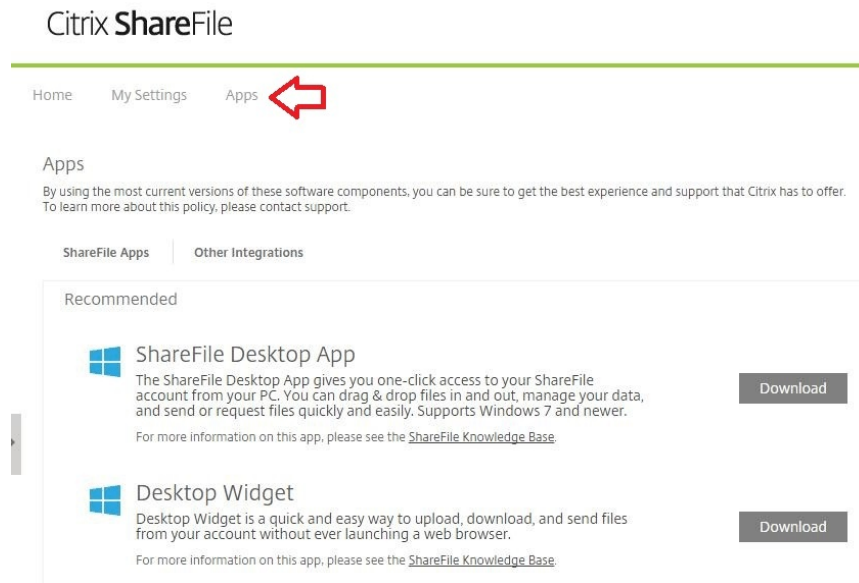 Citrix ShareFile
Home My Settings Apps
Apps
By using the most current versions of these software components, you can be sure to get the best experience and support that Citrix has to offer.
To learn more about this policy, please contact support.
ShareFile Apps Other Integrations
Recommended
ShareFile Desktop App
The ShareFile Desktop App gives you one-click access to your ShareFile
account from your PC. You can drag & drop files in and out, manage your data,
and send or request files quickly and easily. Supports Windows 7 and newer.
Download
For more information on this app, please see the ShareFile Knowledge Base.
Desktop Widget
Desktop Widget is a quick and easy way to upload, download, and send files
from your account without ever launching a web browser.
Download
For more information on this app, please see the ShareFile Knowledge Base.